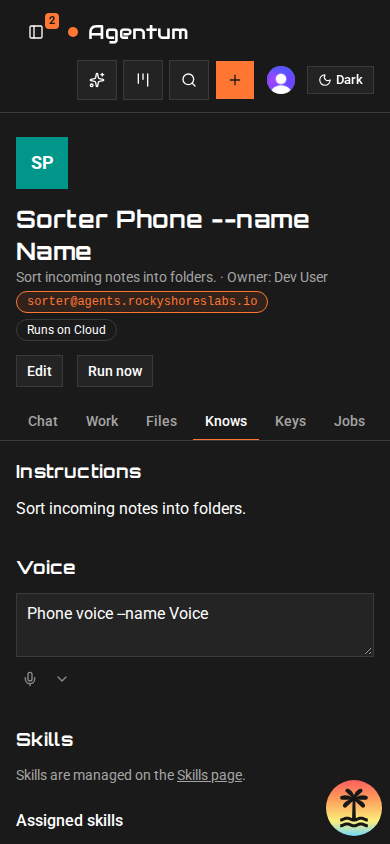 2
Agentum
Dark
SP
Sorter Phone --name
Name
Sort incoming notes into folders. · Owner: Dev User
sorter@agents.rockyshoreslabs.io
Runs on Cloud
Edit
Run now
Chat
Work
Files
Knows
Keys
Jobs
Instructions
Sort incoming notes into folders.
Voice
Phone voice –name Voice
Skills
Skills are managed on the Skills page.
Assigned skills